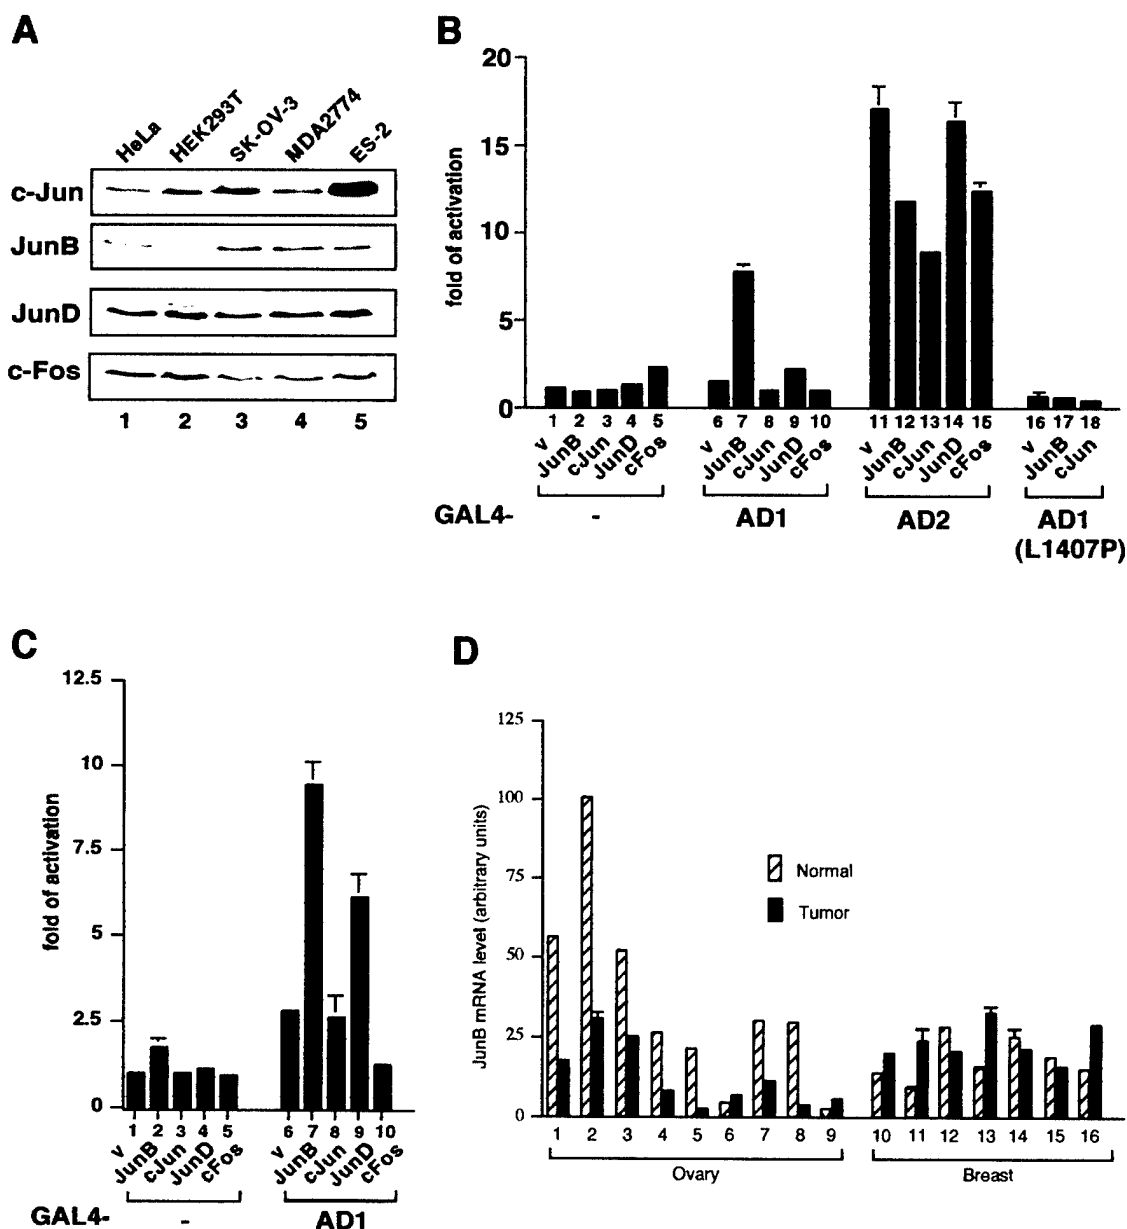 A
HeLa HEK293T SK-OV-3 MDA2774 ES-2
c-Jun
JunB
JunD
c-Fos
1 2 3 4 5
B
fold of activation
20
15
10
5
0
1 2 3 4 5 6 7 8 9 10 11 12 13 14 15 16 17 18
v JunB cJun JunD cFos v JunB cJun JunD cFos v JunB cJun JunD cFos v JunB cJun
GAL4- - AD1 AD2 AD1
(L1407P)
C
fold of activation
12.5
10
7.5
5
2.5
0
1 2 3 4 5 6 7 8 9 10
v JunB cJun JunD cFos v JunB cJun JunD cFos
GAL4- - AD1
D
JunB mRNA level (arbitrary units)
125
100
75
50
25
0
Normal
Tumor
1 2 3 4 5 6 7 8 9 10 11 12 13 14 15 16
Ovary Breast